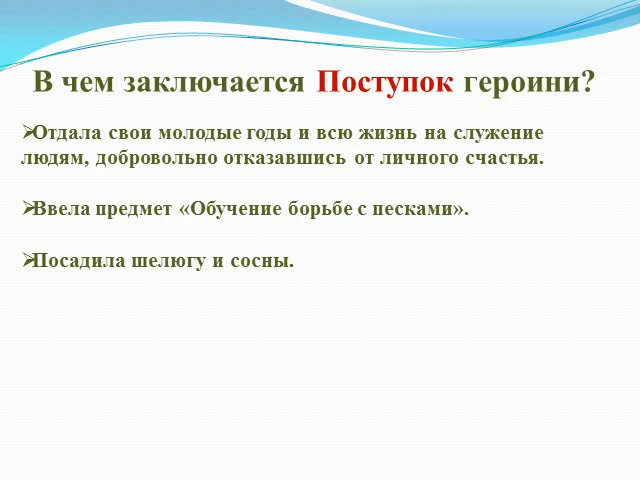 В чем заключается Поступок героини?
➢Отдала свои молодые годы и всю жизнь на служение
людям, добровольно отказавшись от личного счастья.
➢Ввела предмет «Обучение борьбе с песками».
➢Посадила шелюгу и сосны.